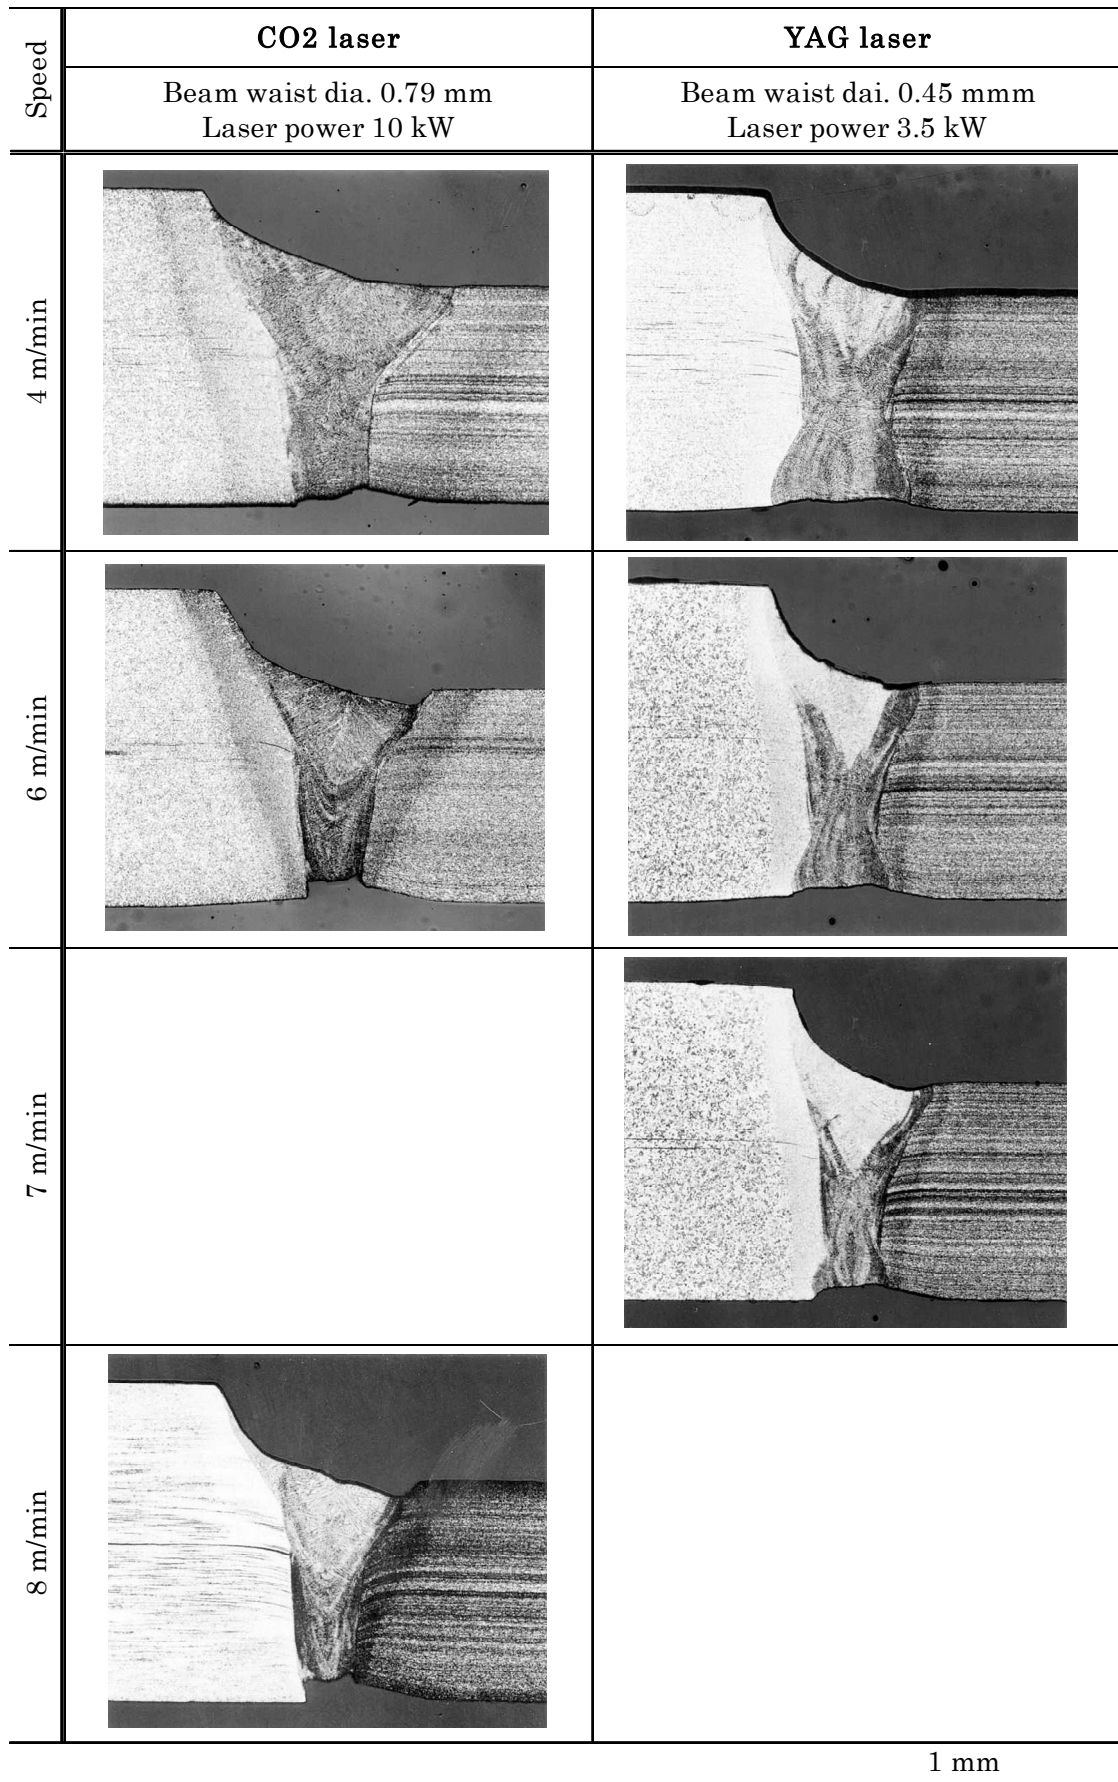 Speed
CO2 laser
YAG laser
Beam waist dia. 0.79 mm
Laser power 10 kW
Beam waist dai. 0.45 mmm
Laser power 3.5 kW
4 m/min
6 m/min
7 m/min
8 m/min
1 mm